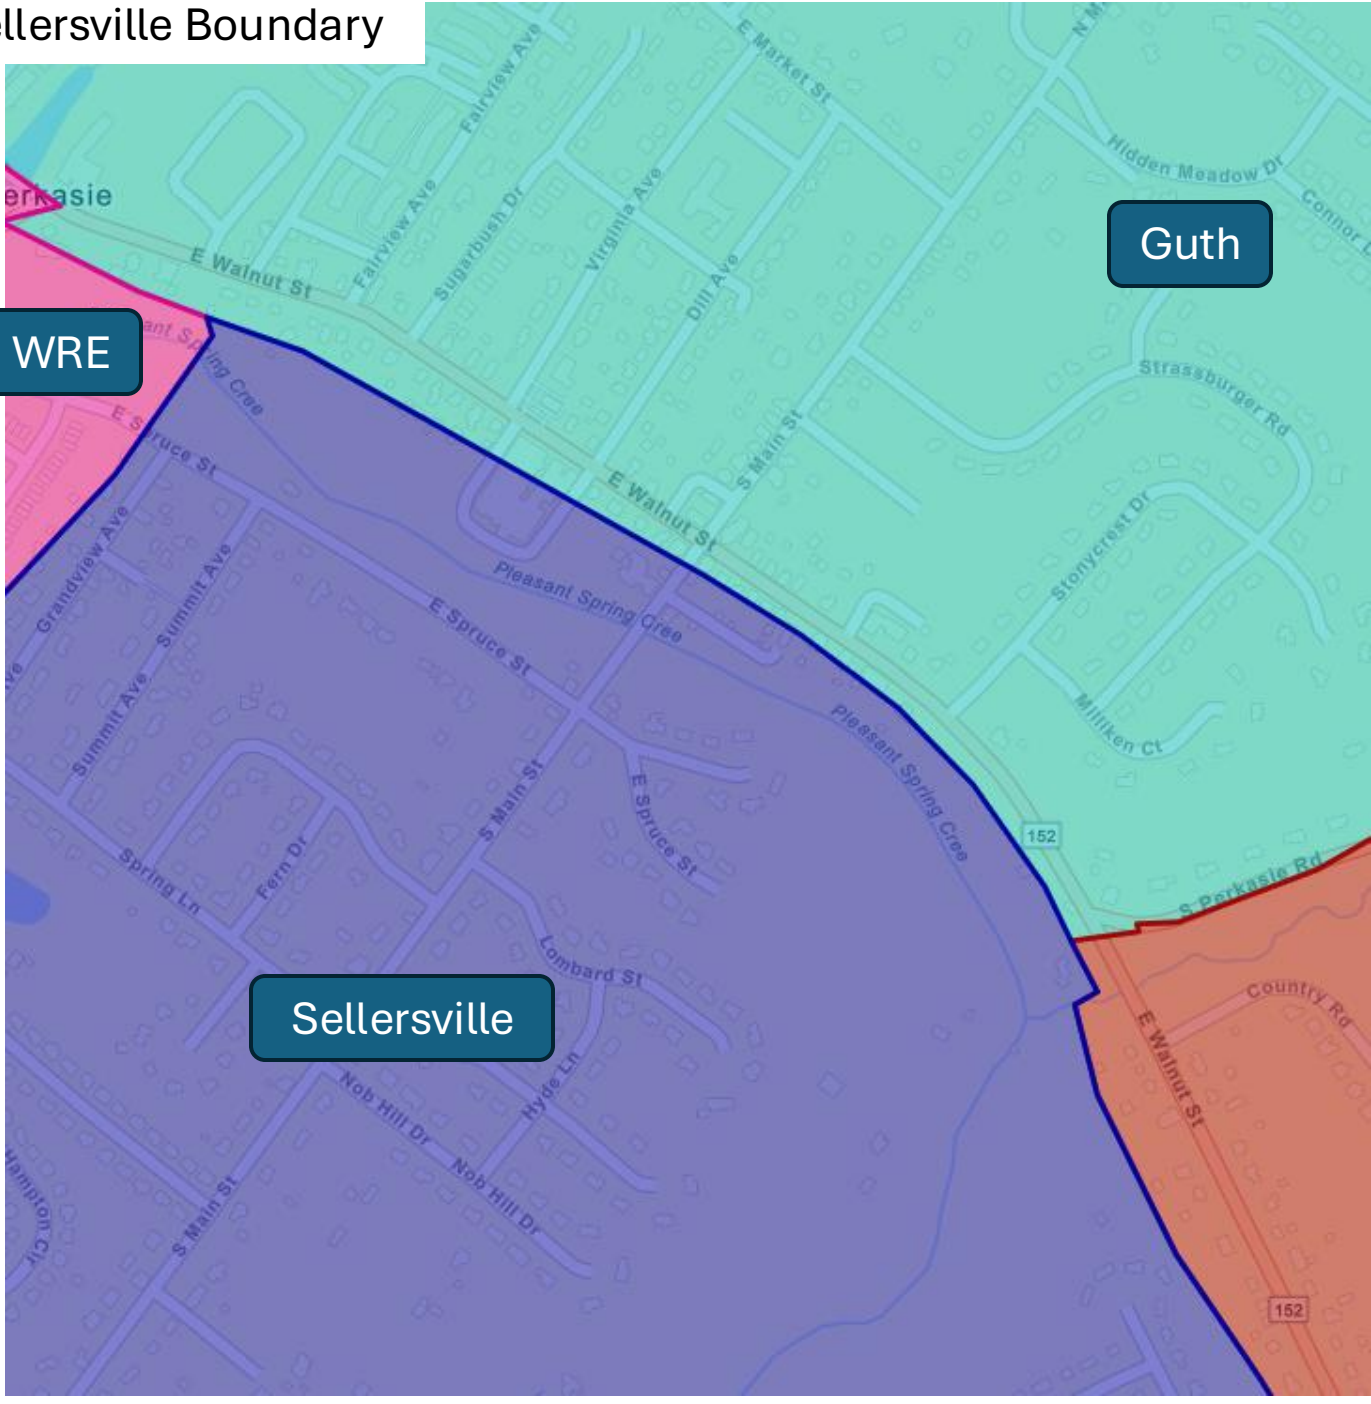 ellersville Boundary
E Market St
Fairview Ave
Hidden Meadow Dr
erkasie
Virginia Ave
Fairview Ave
Sugarbush Dr
Connor
Guth
E Walnut St
Dill Ave
WRE
Strassburger Rd
E Spruce St
S Main St
E Walnut St
Stonycrest Dr
Grandview Ave
Summit Ave
Pleasant Spring Cree
E Spruce St
Summit Ave
Milliken Ct
Pleasant Spring Cree
S Main St
E Spruce St
152
Spring Ln
Fern Dr
S Perkasie Rd
Lombard St
Sellersville
Country Rd
E Walnut St
Nob Hill Dr
Hyde Ln
Nob Hill Dr
Hampton Cir
S Main St
152